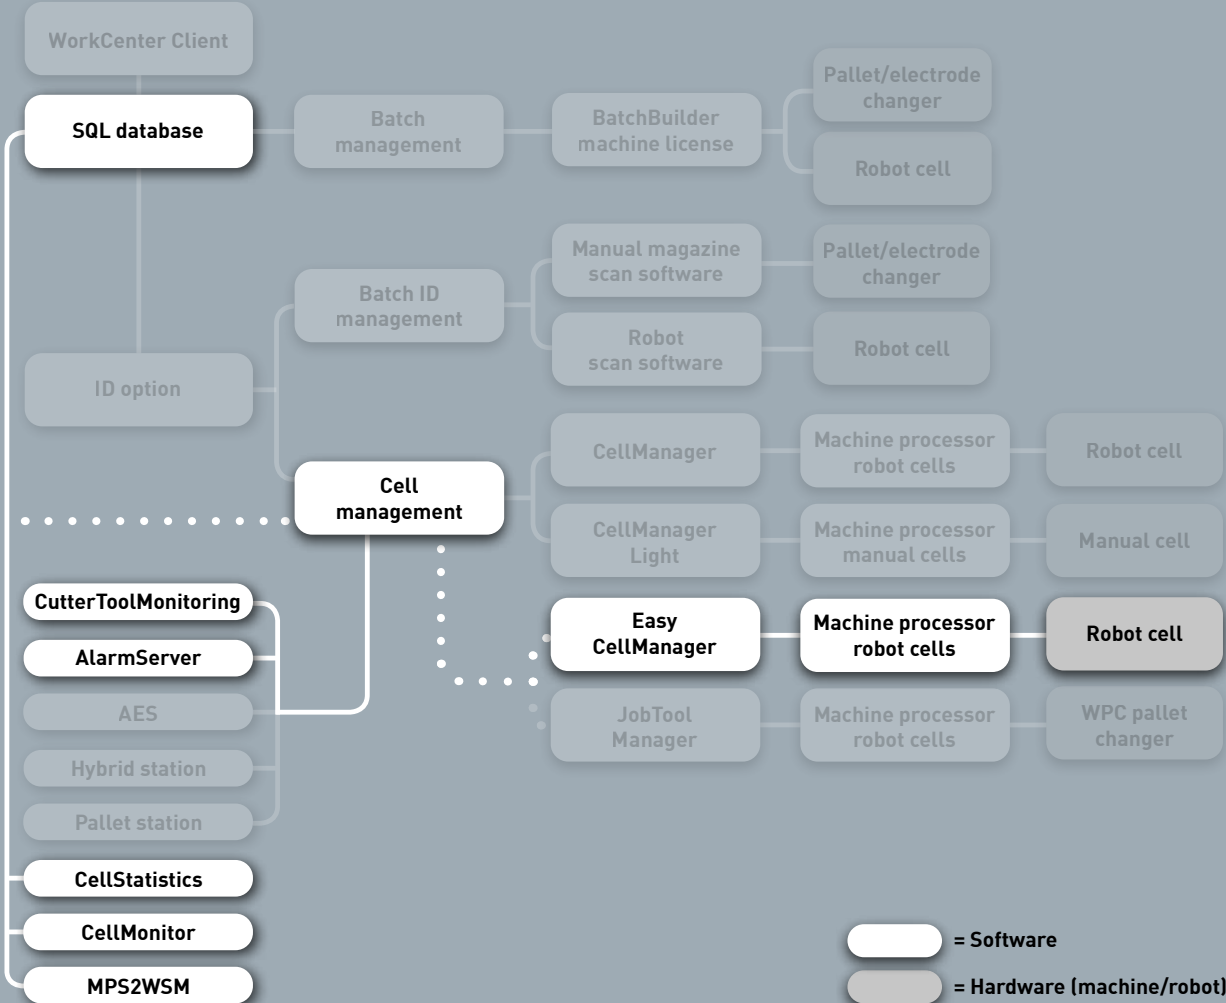 WorkCenter Client
SQL database
Batch
management
BatchBuilder
machine license
Pallet/electrode
changer
Robot cell
Manual magazine
scan software
Pallet/electrode
changer
Batch ID
management
Robot
scan software
Robot cell
ID option
CellManager
Machine processor
robot cells
Robot cell
Cell
management
CellManager
Light
Machine processor
manual cells
Manual cell
CutterToolMonitoring
Easy
CellManager
Machine processor
robot cells
Robot cell
AlarmServer
AES
JobTool
Manager
Machine processor
robot cells
WPC pallet
changer
Hybrid station
Pallet station
CellStatistics
CellMonitor
= Software
MPS2WSM
= Hardware (machine/robot)